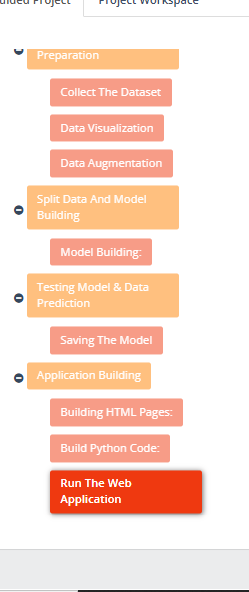 Project
Project Workspace
Preparation
Collect The Dataset
Data Visualization
Data Augmentation
Split Data And Model
Building
Model Building:
Testing Model & Data
Prediction
Saving The Model
Application Building
Building HTML Pages:
Build Python Code:
Run The Web
Application